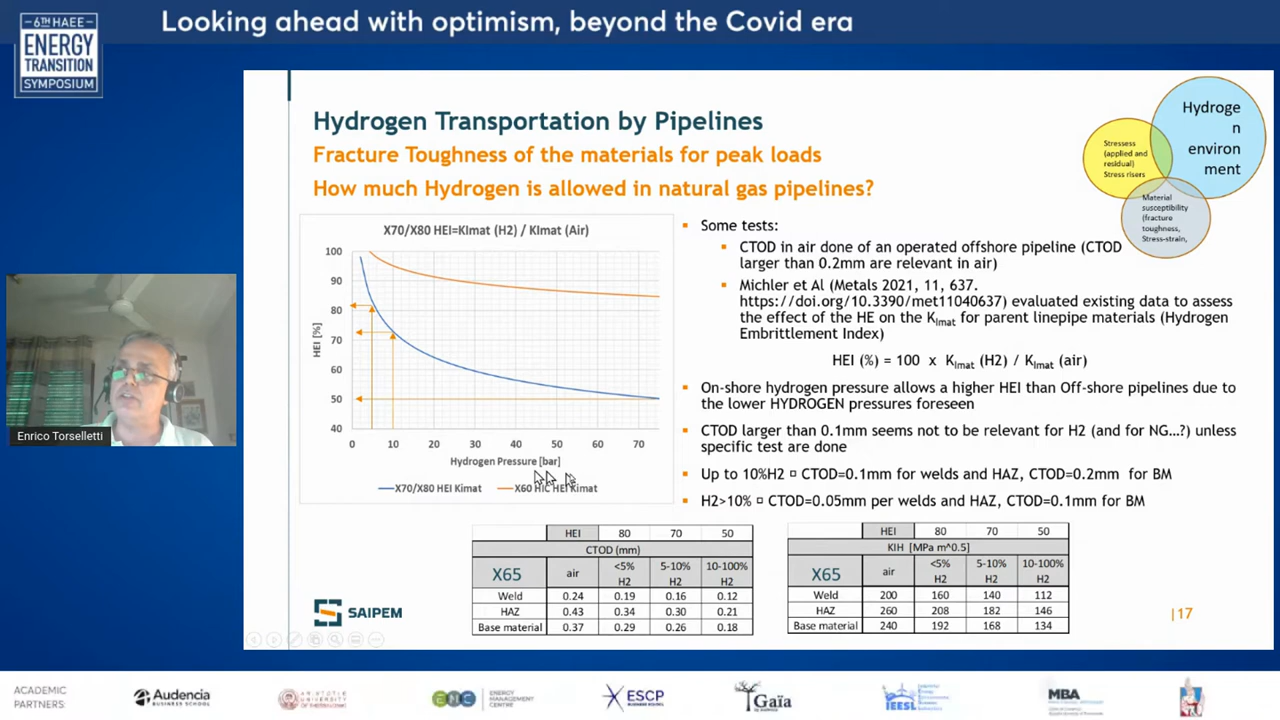 Looking ahead with optimism, beyond the Covid era
6TH HAEE
ENERGY
TRANSITION
SYMPOSIUM
Hydrogen Transportation by Pipelines
Fracture Toughness of the materials for peak loads
How much Hydrogen is allowed in natural gas pipelines?
Hydroge
n
environ
ment
Stressess
(applied and
residual)
Stress risers
Material
susceptibility
(fracture
toughness,
Stress-strain,
X70/X80 HEI=KImat (H2) / KImat (Air)
100
90
80
70
60
50
40
HEI [%]
0 10 20 30 40 50 60 70
Hydrogen Pressure [bar]
X70/X80 HEI Kimat X60 HIC HEI Kimat
Some tests:
CTOD in air done of an operated offshore pipeline (CTOD
larger than 0.2mm are relevant in air)
Michler et Al (Metals 2021, 11, 637.
https://doi.org/10.3390/met11040637) evaluated existing data to assess
the effect of the HE on the KImat for parent linepipe materials (Hydrogen
Embrittlement Index)
HEI (%) = 100 x KImat (H2) / KImat (air)
On-shore hydrogen pressure allows a higher HEI than Off-shore pipelines due to
the lower HYDROGEN pressures foreseen
CTOD larger than 0.1mm seems not to be relevant for H2 (and for NG...?) unless
specific test are done
Up to 10%H2 ¤ CTOD=0.1mm for welds and HAZ, CTOD=0.2mm for BM
H2>10% ¤ CTOD=0.05mm per welds and HAZ, CTOD=0.1mm for BM
HEI 80 70 50
CTOD (mm)
X65 air <5% H2 5-10% H2 10-100% H2
Weld 0.24 0.19 0.16 0.12
HAZ 0.43 0.34 0.30 0.21
Base material 0.37 0.29 0.26 0.18
HEI 80 70 50
KIH [MPa m^0.5]
X65 air <5% H2 5-10% H2 10-100% H2
Weld 200 160 140 112
HAZ 260 208 182 146
Base material 240 192 168 134
SAIPEM
|17
Enrico Torselletti
ACADEMIC
PARTNERS:
Audencia
BUSINESS SCHOOL
ENERGY
MANAGEMENT
CENTRE
ESCP
BUSINESS SCHOOL
Gaïa
by Audencia
IEESL
MBA